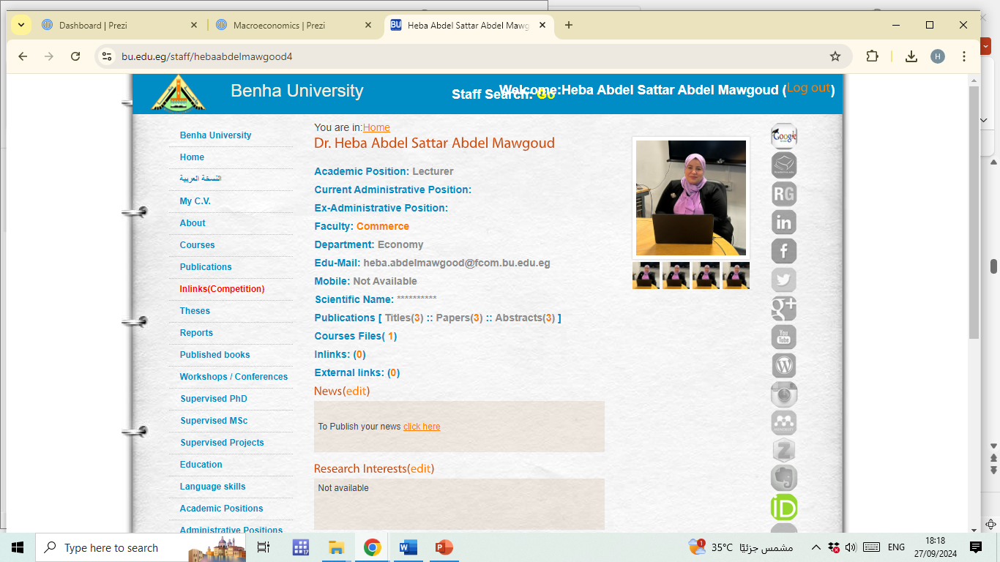 Dashboard | Prezi
Macroeconomics | Prezi
BU Heba Abdel Sattar Abdel Mawg
bu.edu.eg/staff/hebaabdelmawgood4
H
Benha University
Staff Search: Go
Welcome:Heba Abdel Sattar Abdel Mawgoud (Log out)
Benha University
Home
النسخة العربية
My C.V.
About
Courses
Publications
Inlinks(Competition)
Theses
Reports
Published books
Workshops / Conferences
Supervised PhD
Supervised MSc
Supervised Projects
Education
Language skills
Academic Positions
Administrative Positions
You are in:Home
Dr. Heba Abdel Sattar Abdel Mawgoud
Academic Position: Lecturer
Current Administrative Position:
Ex-Administrative Position:
Faculty: Commerce
Department: Economy
Edu-Mail: heba.abdelmawgood@fcom.bu.edu.eg
Mobile: Not Available
Scientific Name: **********
Publications [ Titles(3) :: Papers(3) :: Abstracts(3) ]
Courses Files( 1)
Inlinks: (0)
External links: (0)
News(edit)
To Publish your news click here
Research Interests(edit)
Not available
Google
RG
in
f
g+
You
Tube
W
Z
iD
Type here to search
17
W
P
1
35°C مشمس جزئيًا
ENG
18:18
27/09/2024